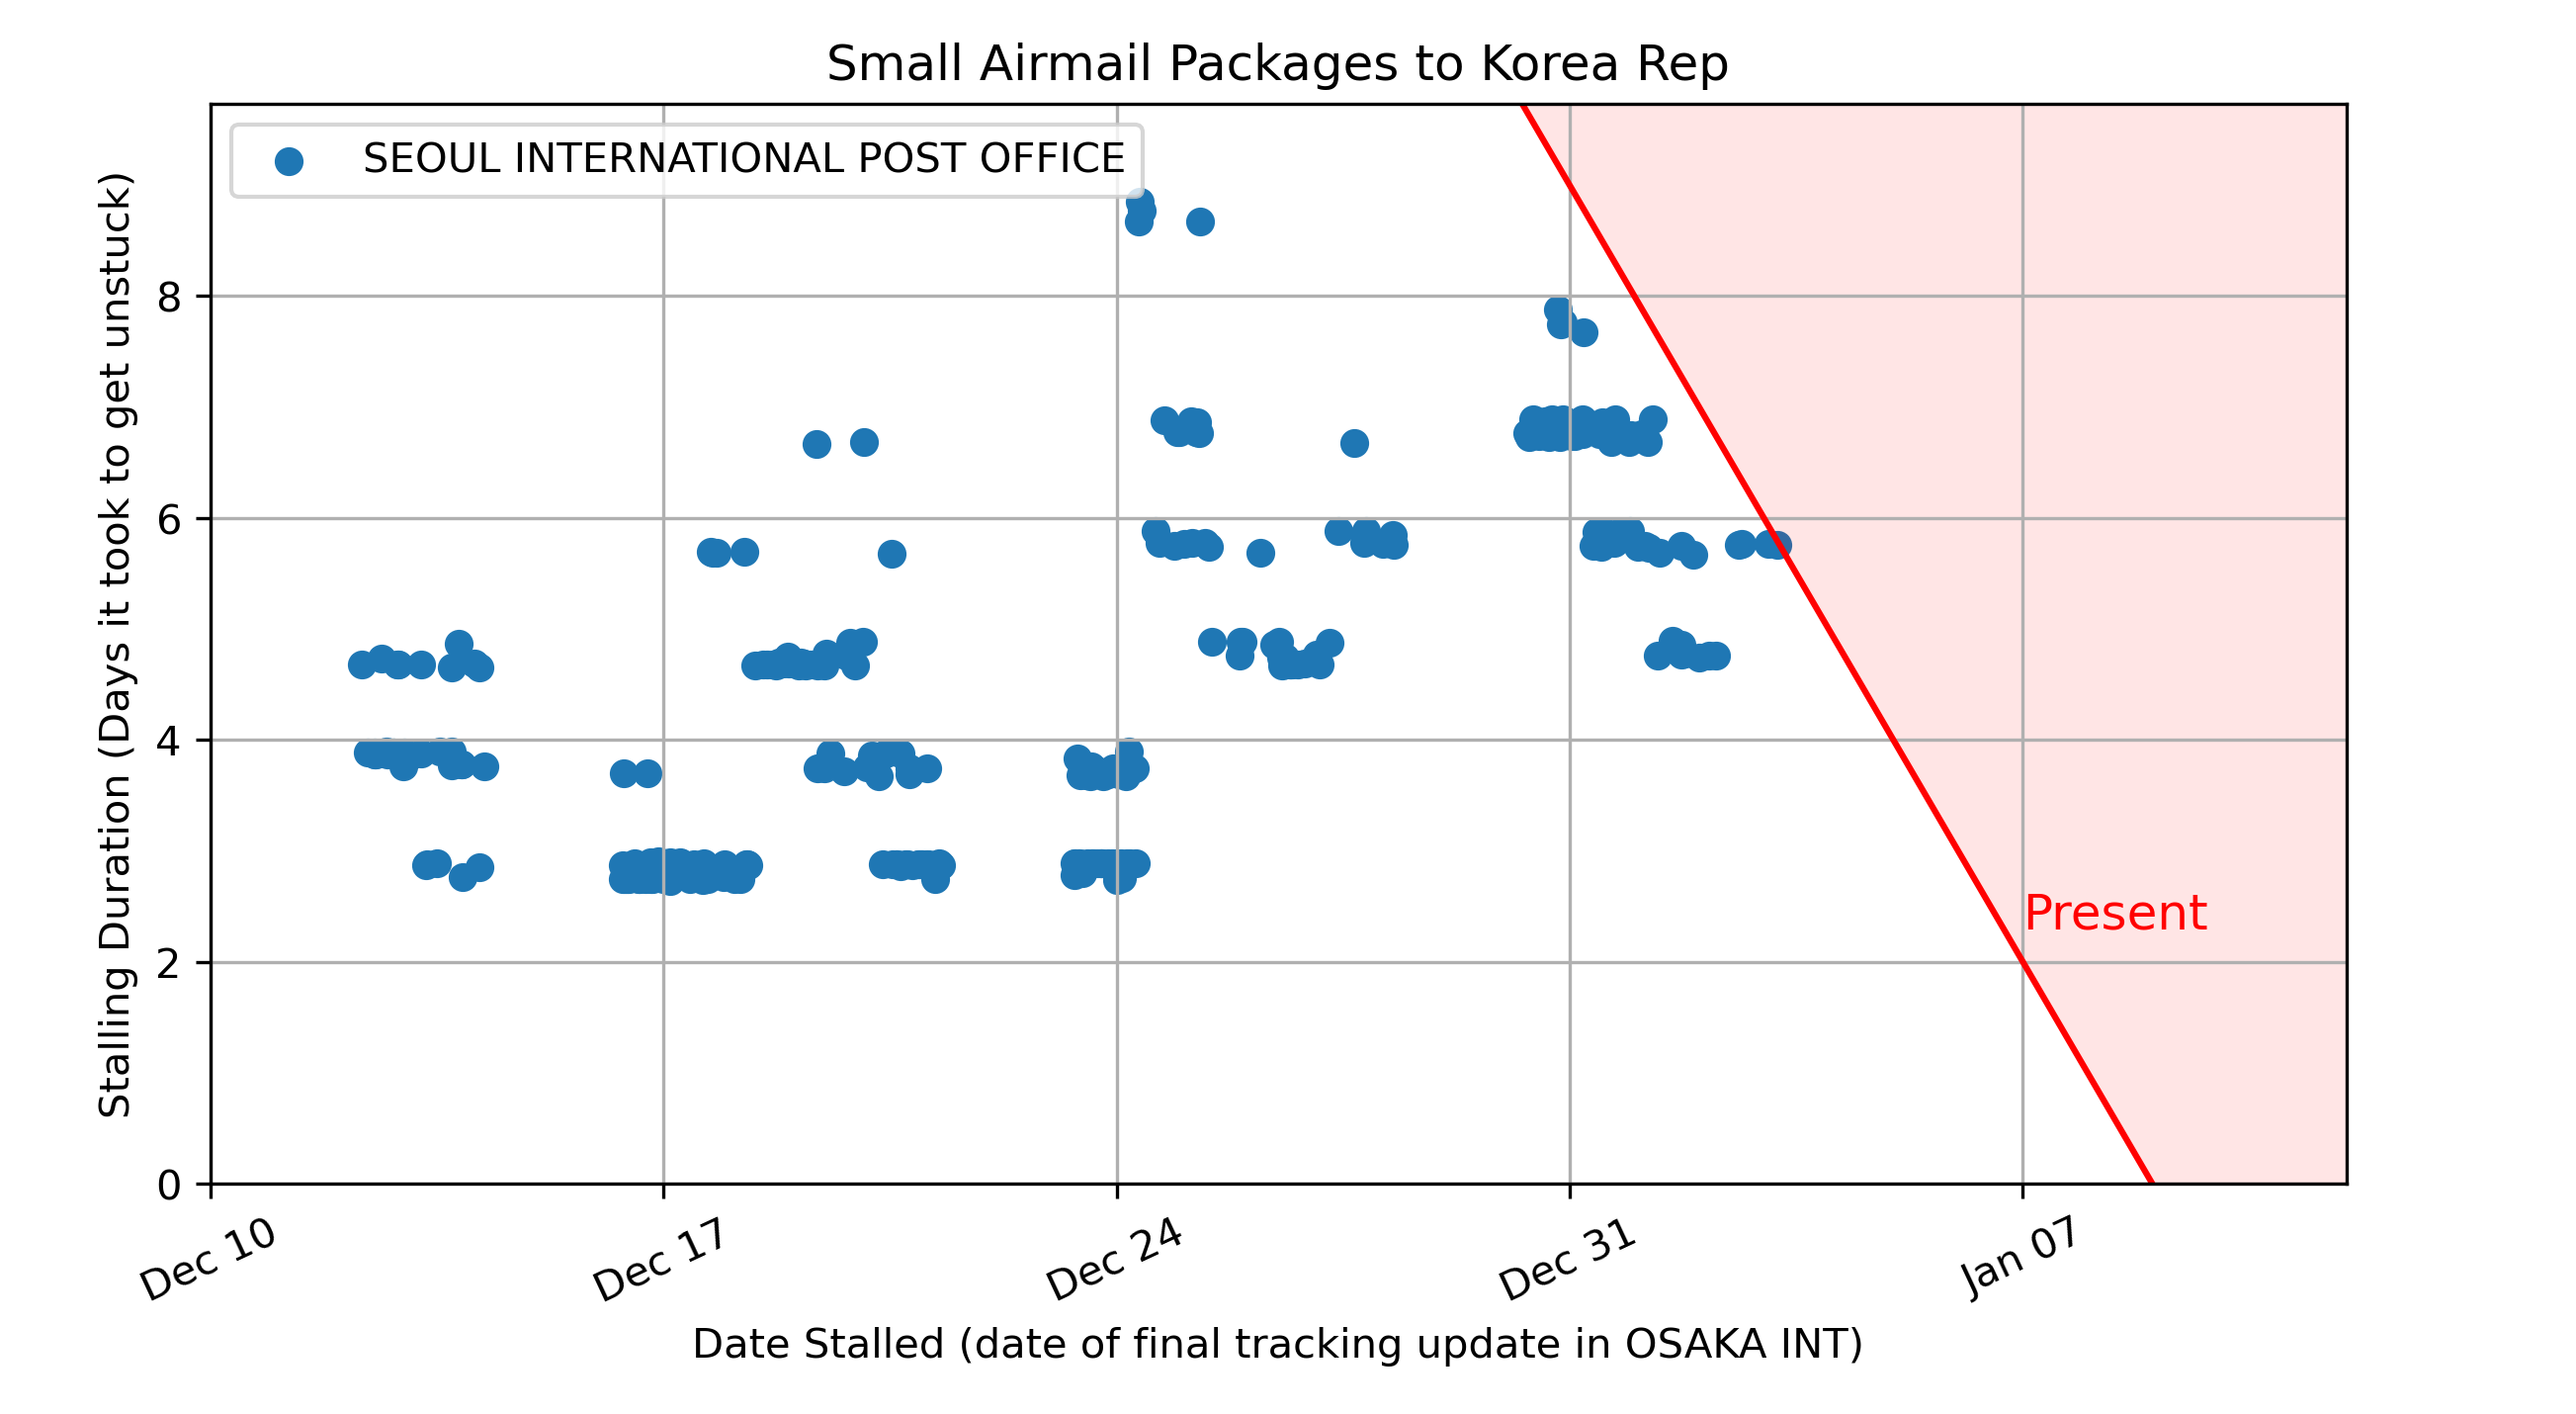 Small Airmail Packages to Korea Rep
SEOUL INTERNATIONAL POST OFFICE
Stalling Duration (Days it took to get unstuck)
8
6
4
2
0
Present
Dec 10
Dec 17
Dec 24
Dec 31
Jan 07
Date Stalled (date of final tracking update in OSAKA INT)